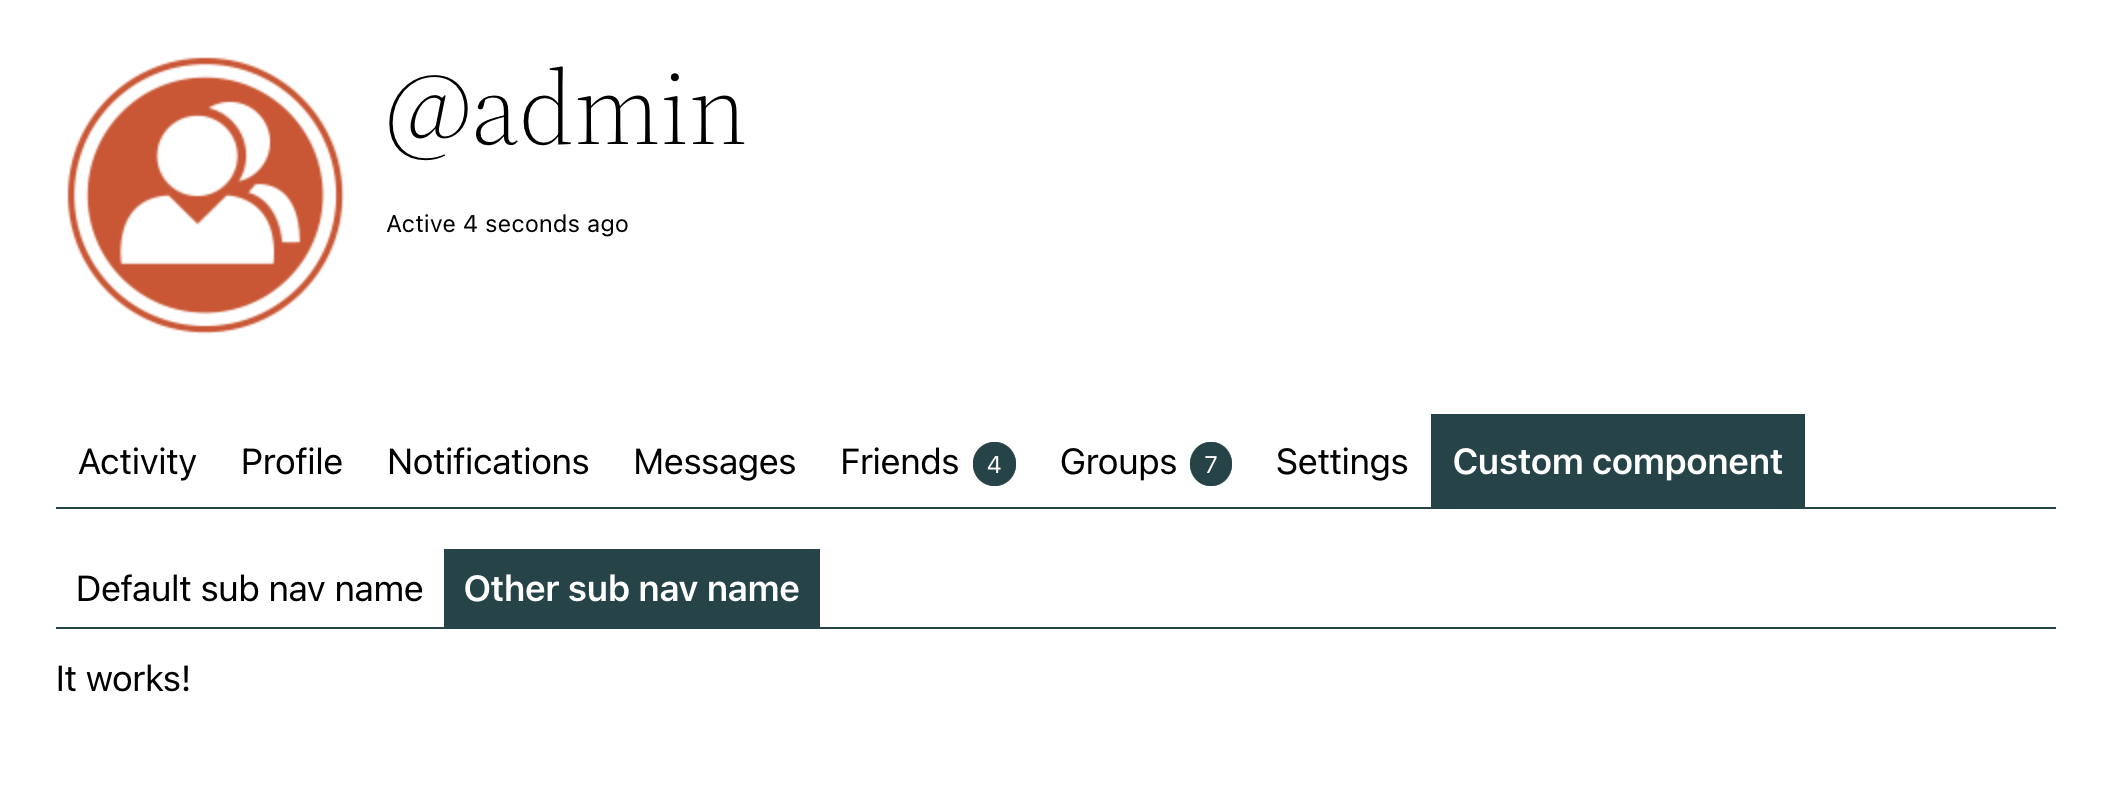 @admin
Active 4 seconds ago
Activity Profile Notifications Messages Friends 4 Groups 7 Settings Custom component
Default sub nav name Other sub nav name
It works!